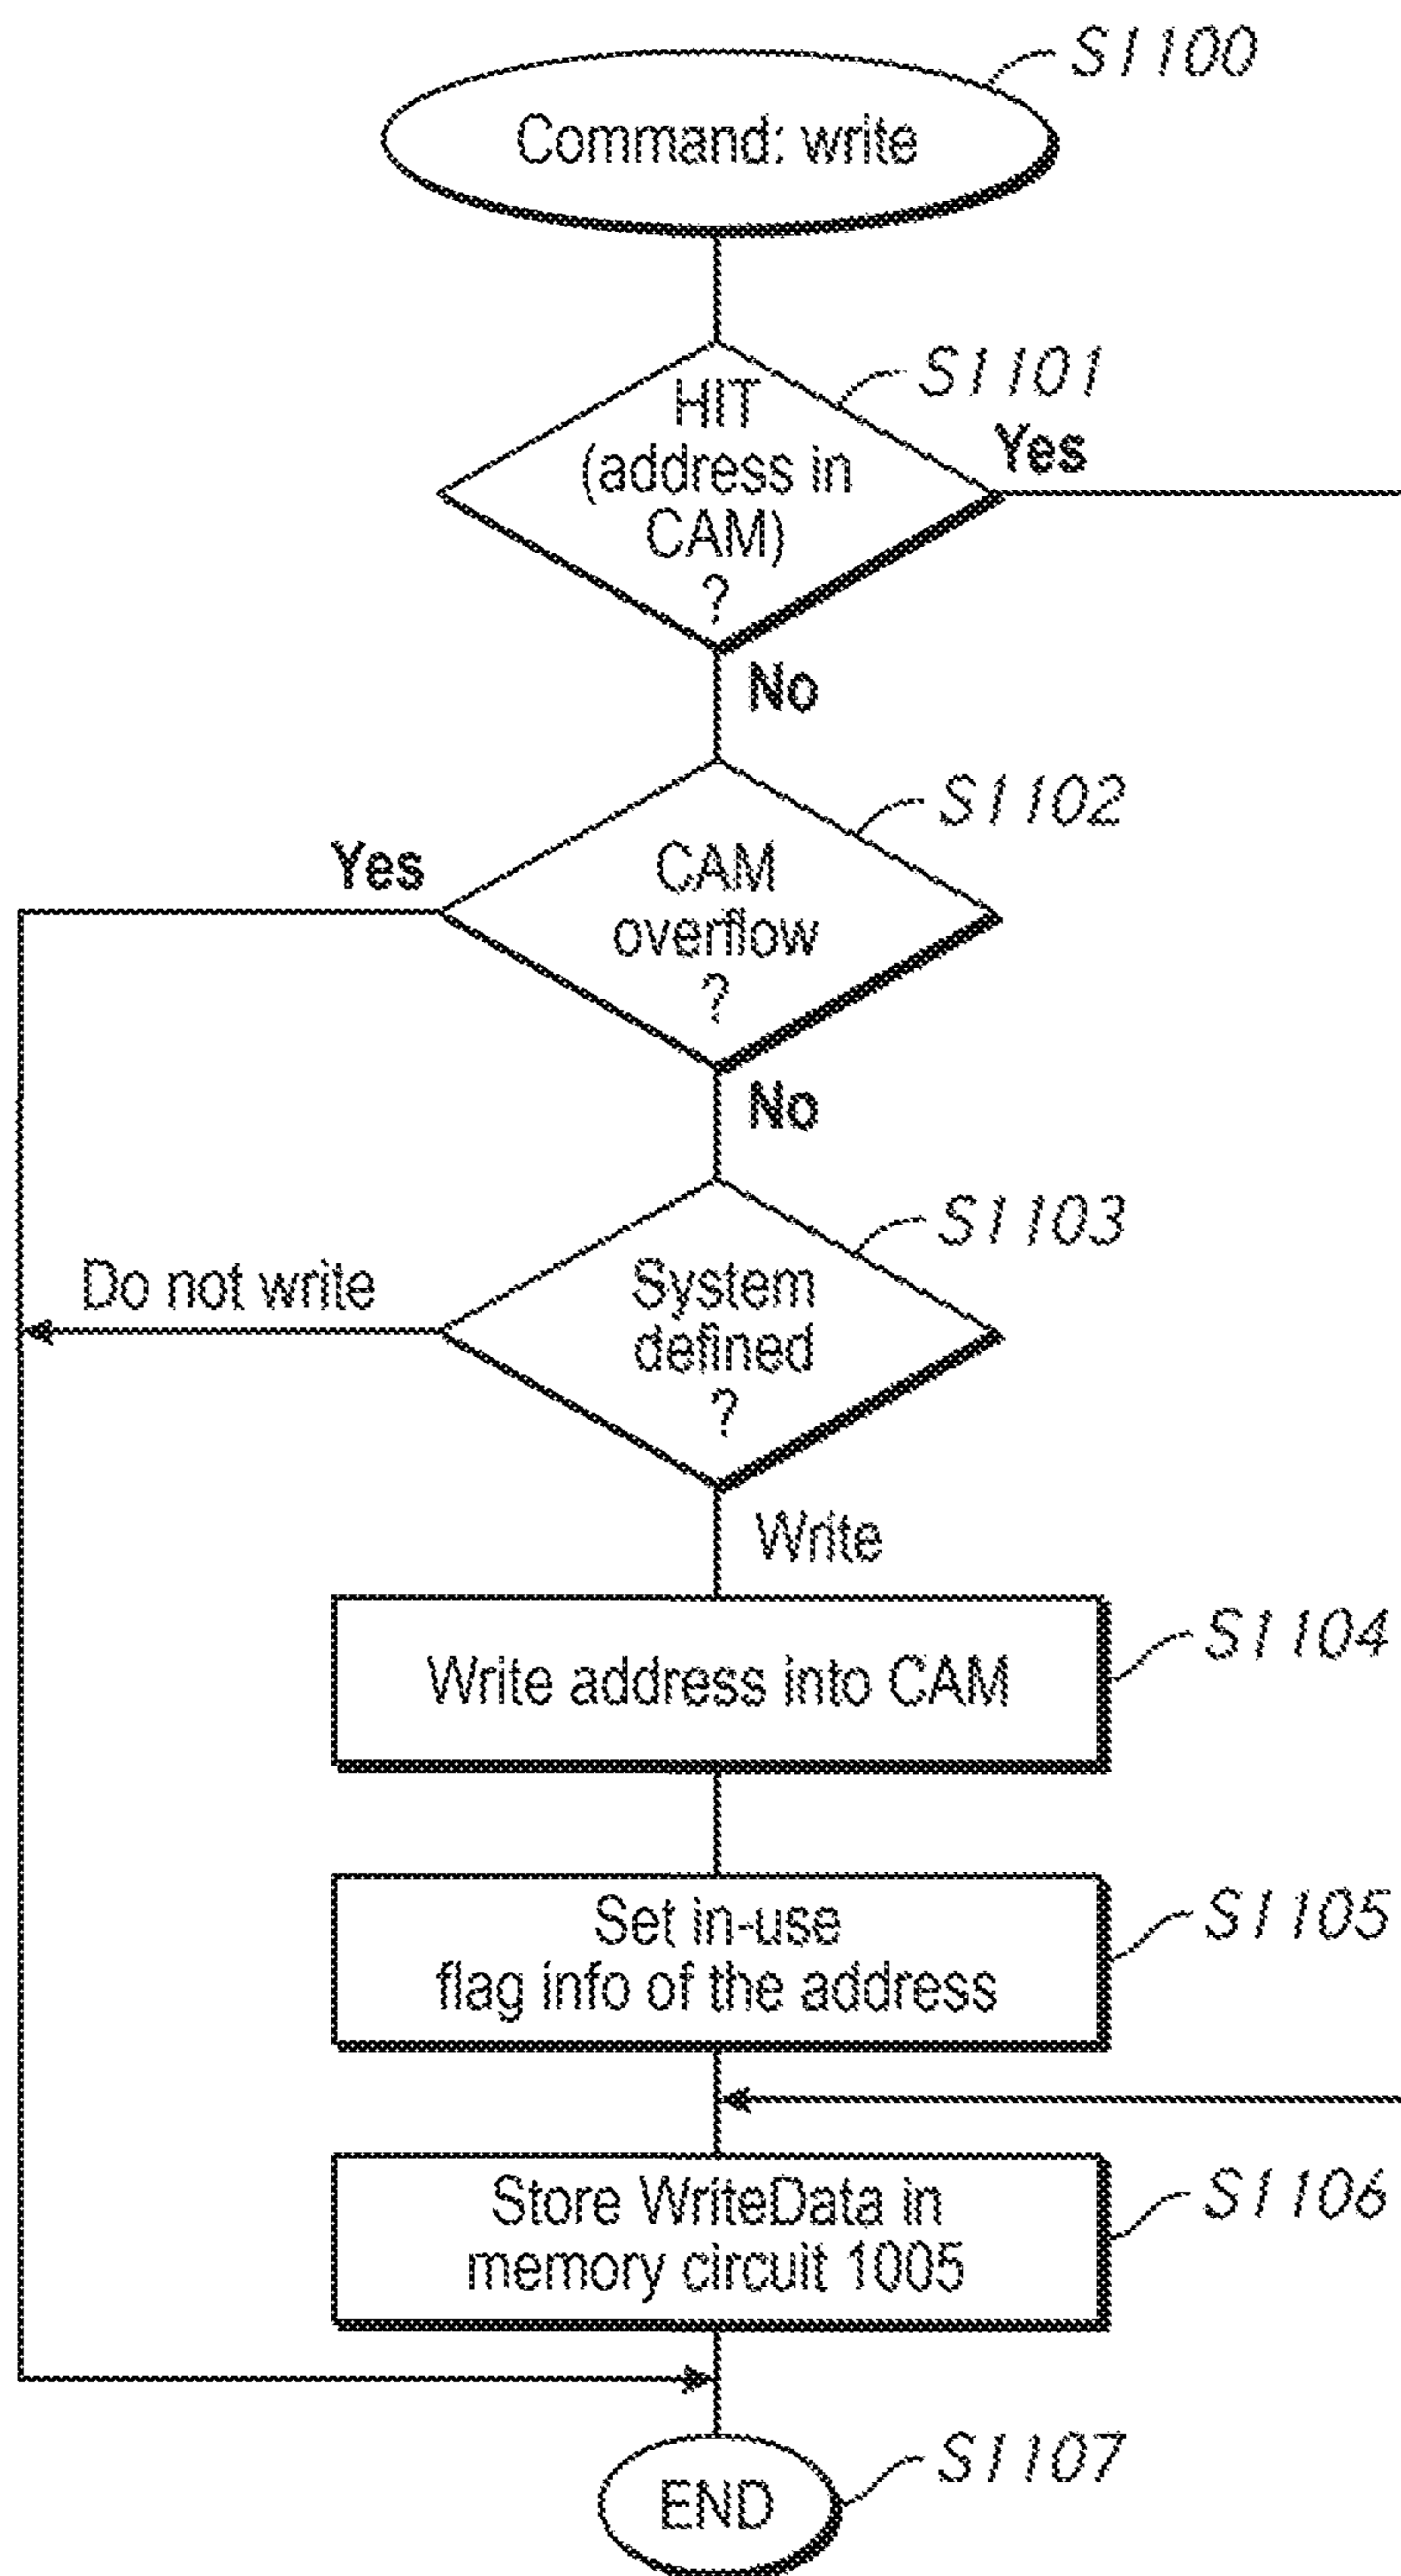 S1100
Command: write
S1101
HIT
(address in
CAM)
?
Yes
No
S1102
CAM
overflow
?
Yes
No
S1103
System
defined
?
Do not write
Write
S1104
Write address into CAM
S1105
Set in-use
flag info of the address
S1106
Store WriteData in
memory circuit 1005
S1107
END